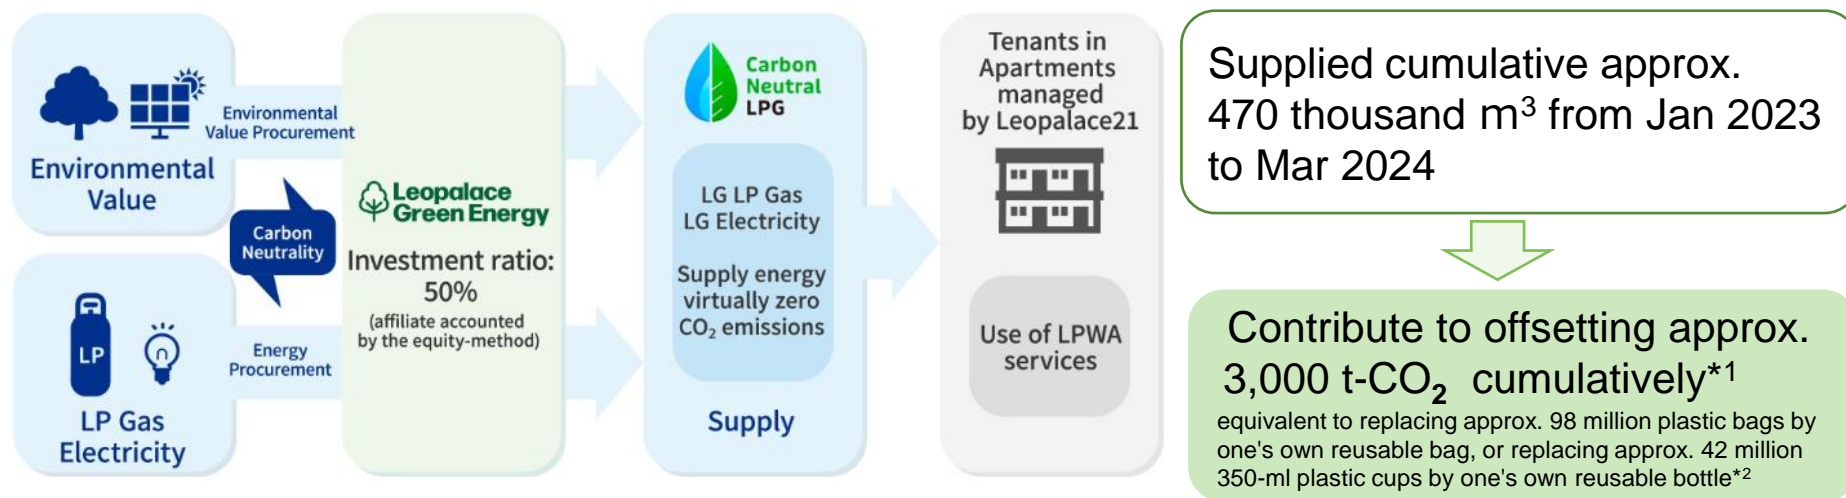 Environmental
Value
Environmental
Value Procurement
Carbon
Neutrality
LP
LP Gas
Electricity
Energy
Procurement
Leopalace
Green Energy
Investment ratio:
50%
(affiliate accounted
by the equity-method)
Carbon
Neutral
LPG
LG LP Gas
LG Electricity
Supply energy
virtually zero
CO₂ emissions
Supply
Tenants in
Apartments
managed
by Leopalace21
Use of LPWA
services
Supplied cumulative approx.
470 thousand m³ from Jan 2023
to Mar 2024
Contribute to offsetting approx.
3,000 t-CO₂ cumulatively*1
equivalent to replacing approx. 98 million plastic bags by
one's own reusable bag, or replacing approx. 42 million
350-ml plastic cups by one's own reusable bottle*2